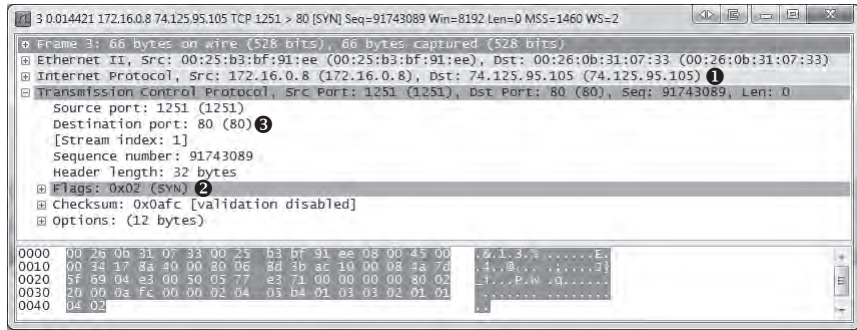 3 0.014421 172.16.0.8 74.125.95.105 TCP 1251 > 80 [SYN] Seq=91743089 Win=8192 Len=0 MSS=1460 WS=2
Frame 3: 66 bytes on wire (528 bits), 66 bytes captured (528 bits)
Ethernet II, Src: 00:25:b3:bf:91:ee (00:25:b3:bf:91:ee), Dst: 00:26:0b:31:07:33 (00:26:0b:31:07:33)
Internet Protocol, Src: 172.16.0.8 (172.16.0.8), Dst: 74.125.95.105 (74.125.95.105) ❶
Transmission Control Protocol, Src Port: 1251 (1251), Dst Port: 80 (80), Seq: 91743089, Len: 0
Source port: 1251 (1251)
Destination port: 80 (80) ❸
[Stream index: 1]
Sequence number: 91743089
Header length: 32 bytes
Flags: 0x02 (SYN) ❷
Checksum: 0x0afc [validation disabled]
Options: (12 bytes)
0000 00 26 0b 31 07 33 00 25 b3 bf 91 ee 08 00 45 00
0010 00 34 17 8a 40 00 80 06 8d 3b ac 10 00 08 4a 7d
0020 5f 69 04 e3 00 50 05 77 e3 71 00 00 00 00 80 02
0030 20 00 0a fc 00 00 02 04 05 b4 01 03 03 02 01 01
0040 04 02